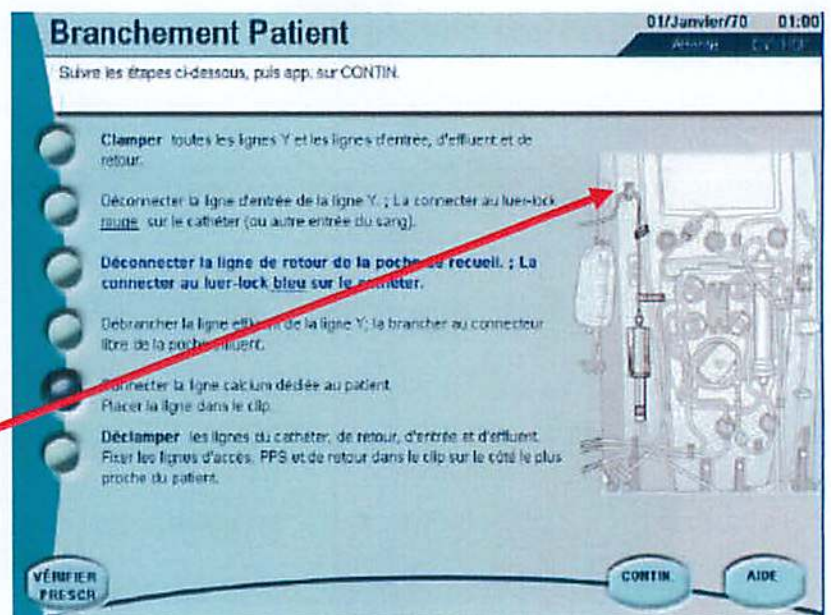 Branchement Patient
01/Janvier/70 01:00
Suivre les étapes ci-dessous, puis app. sur CONTIN.
Clamper toutes les lignes Y et les lignes d'entrée, d'effluent et de
retour.
Déconnecter la ligne d'entrée de la ligne Y. ; La connecter au luer-lock
rouge sur le cathéter (ou autre entrée du sang).
Déconnecter la ligne de retour de la poche de recueil. ; La
connecter au luer-lock bleu sur le cathéter.
Débrancher la ligne effluent de la ligne Y; la brancher au connecteur
libre de la poche effluent.
Connecter la ligne calcium dédiée au patient
Placer la ligne dans le clip.
Déclamper les lignes du cathéter, de retour, d'entrée et d'effluent.
Fixer les lignes d'accès, PPS et de retour dans le clip sur le côté le plus
proche du patient.
VÉRIFIER
PRESCR
CONTIN.
AIDE